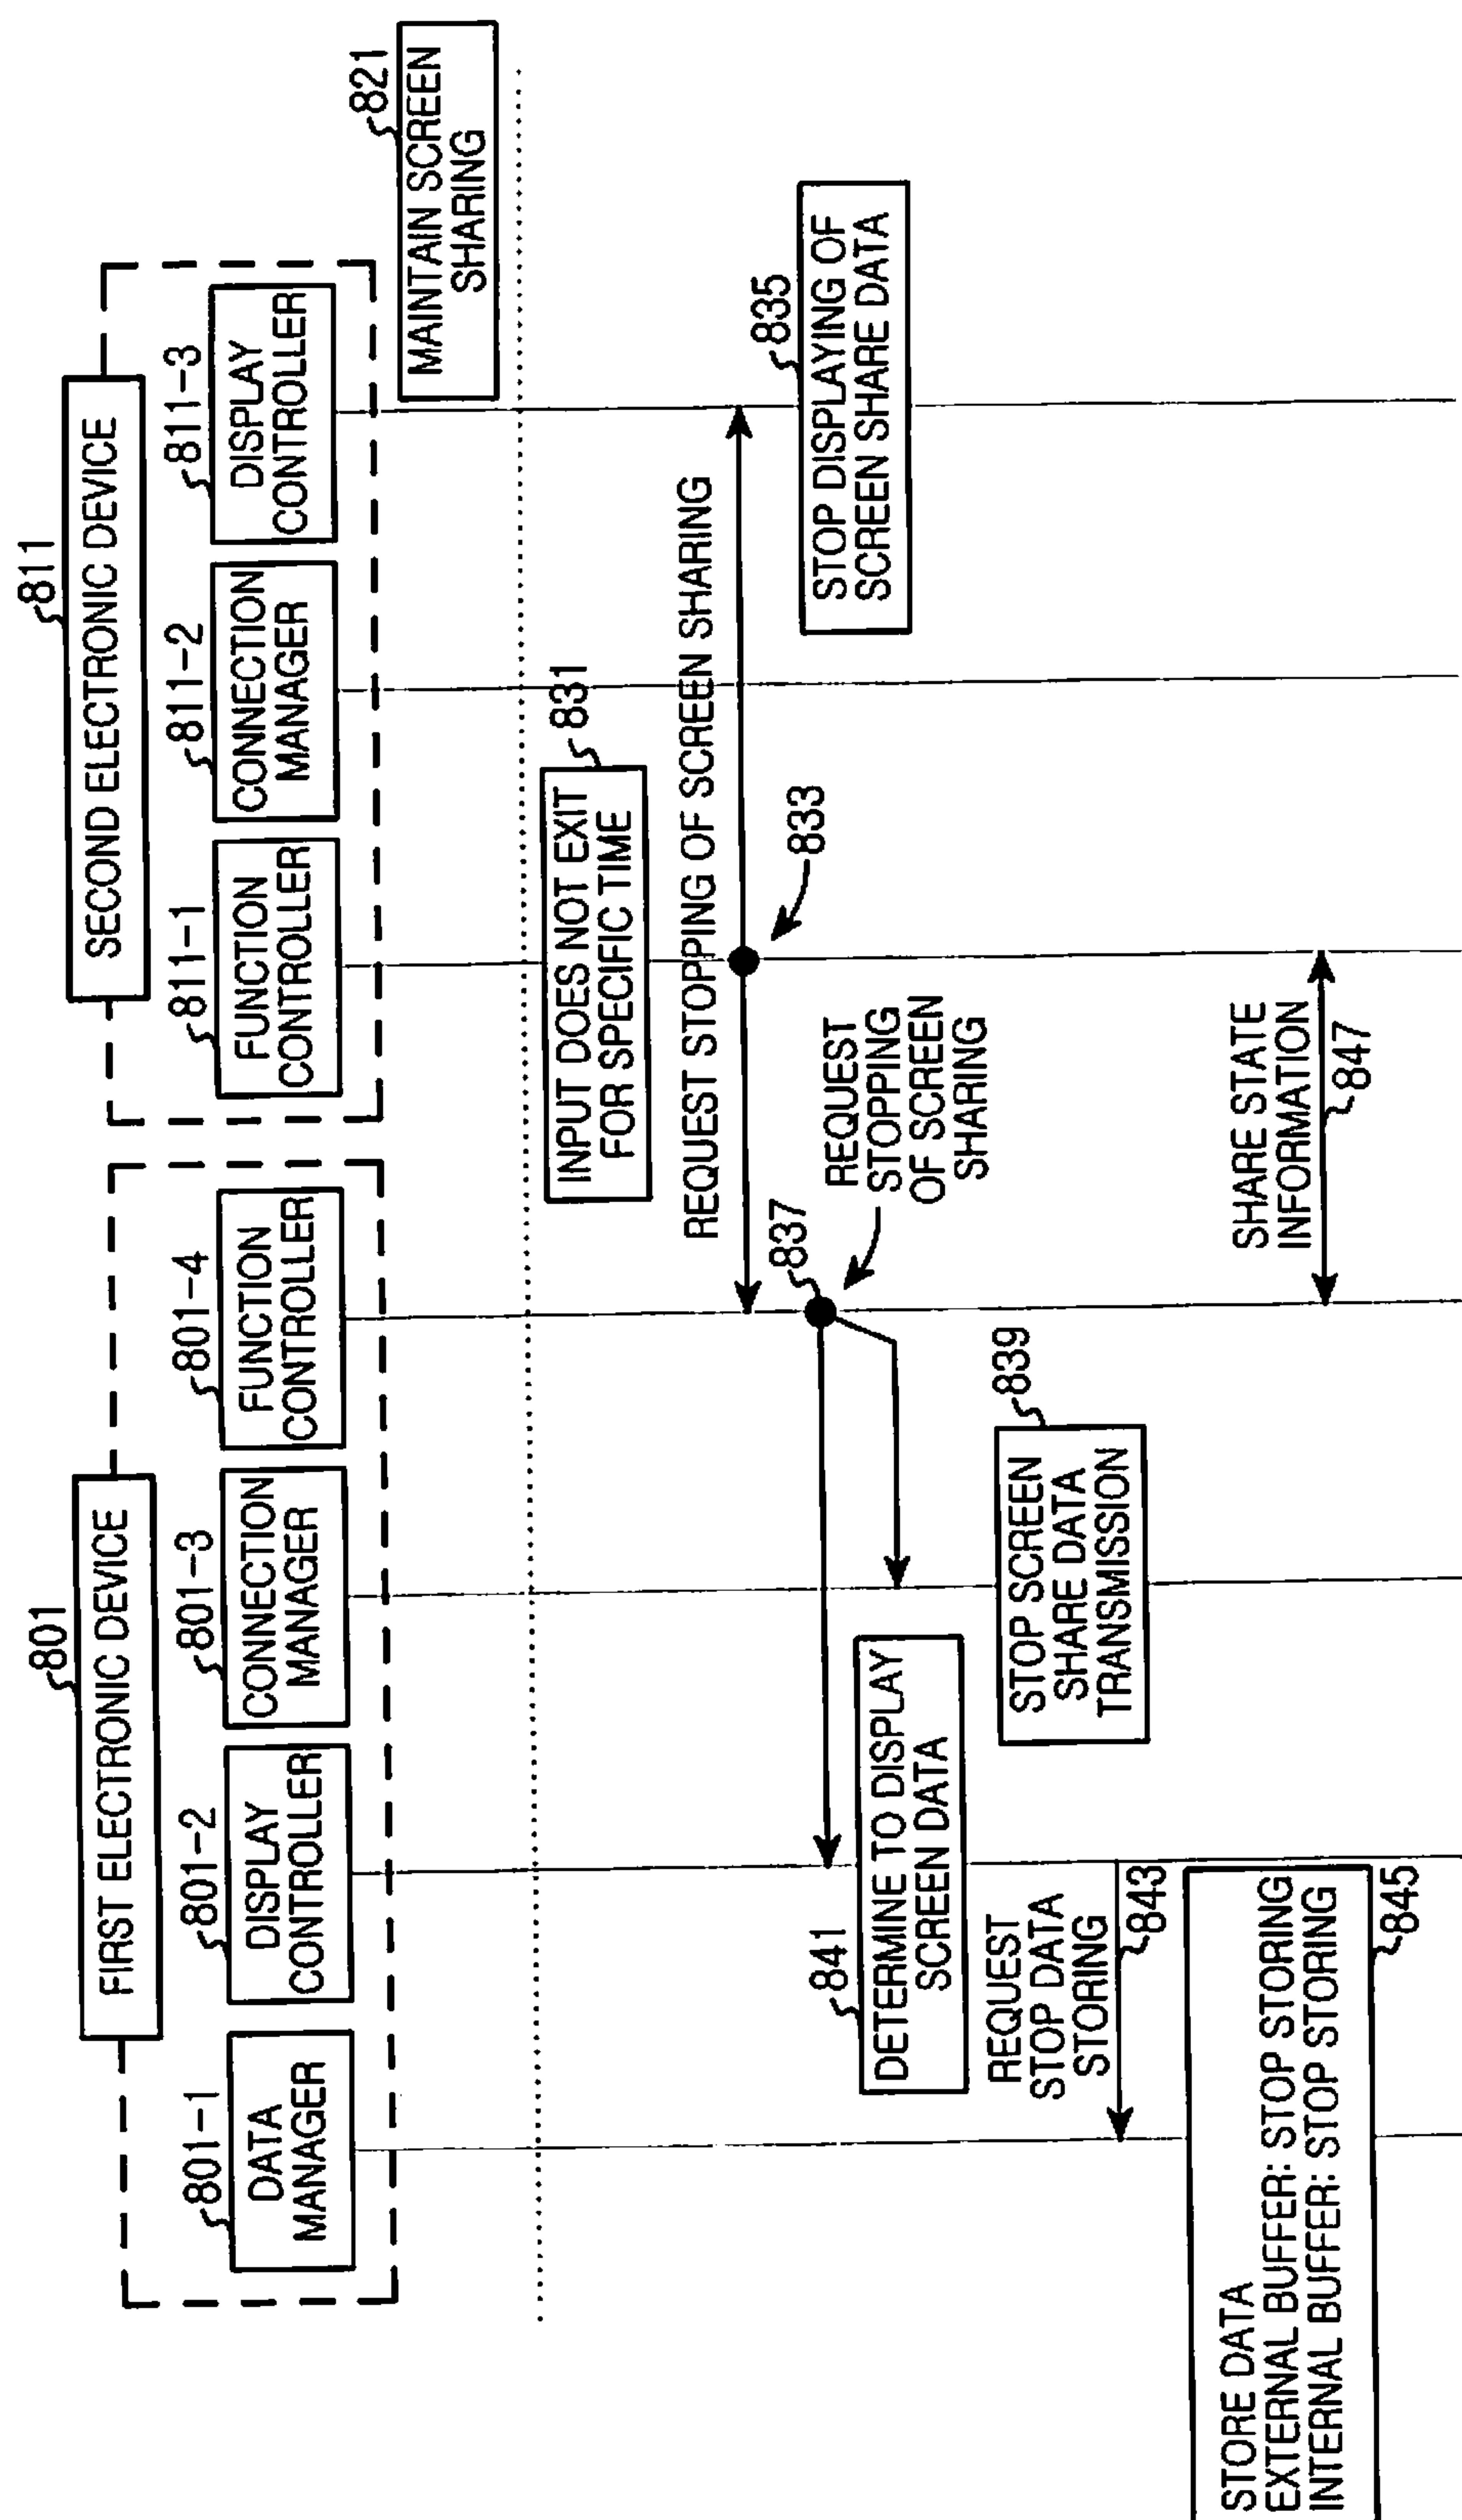 801
FIRST ELECTRONIC DEVICE
811
SECOND ELECTRONIC DEVICE
801-1
DATA
MANAGER
801-2
DISPLAY
CONTROLLER
801-3
CONNECTION
MANAGER
801-4
FUNCTION
CONTROLLER
811-1
FUNCTION
CONTROLLER
811-2
CONNECTION
MANAGER
811-3
DISPLAY
CONTROLLER
821
MAINTAIN SCREEN
SHARING
831
INPUT DOES NOT EXIT
FOR SPECIFIC TIME
REQUEST STOPPING OF SCREEN SHARING
833
835
STOP DISPLAYING OF
SCREEN SHARE DATA
837
REQUEST
STOPPING
OF SCREEN
SHARING
841
DETERMINE TO DISPLAY
SCREEN DATA
839
STOP SCREEN
SHARE DATA
TRANSMISSION
REQUEST
STOP DATA
STORING
843
STORE DATA
EXTERNAL BUFFER: STOP STORING
INTERNAL BUFFER: STOP STORING
845
SHARE STATE
INFORMATION
847